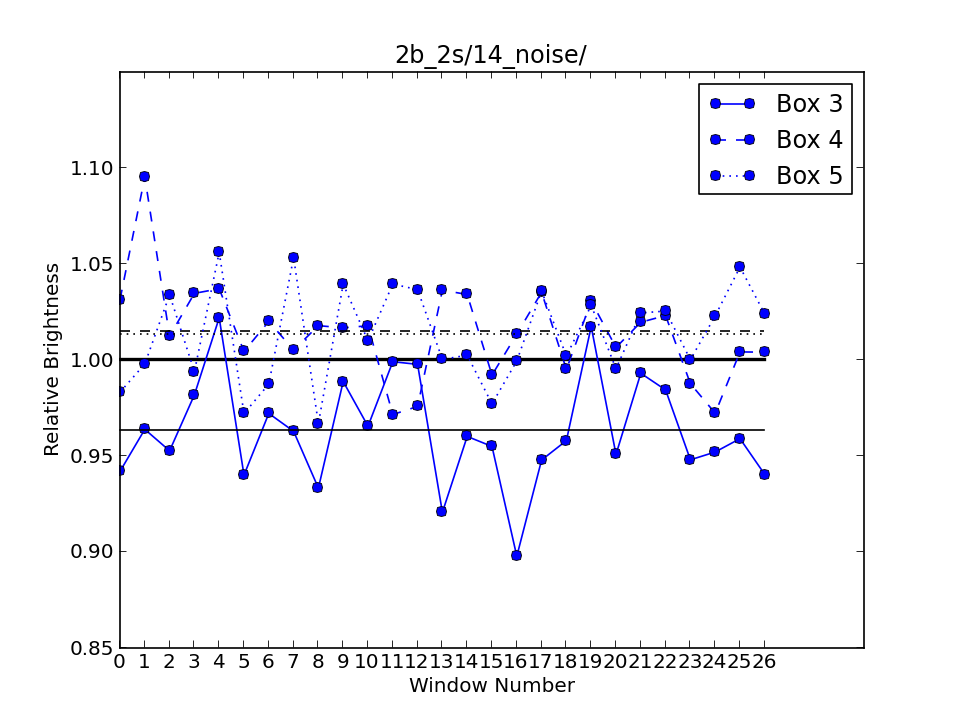 2b_2s/14_noise/
Box 3
Box 4
Box 5
1.10
1.05
1.00
0.95
0.90
0.85
Relative Brightness
0 1 2 3 4 5 6 7 8 9 10 11 12 13 14 15 16 17 18 19 20 21 22 23 24 25 26
Window Number